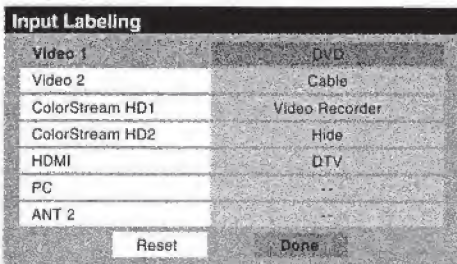 Input Labeling
Video 1 DVD
Video 2 Cable
ColorStream HD1 Video Recorder
ColorStream HD2 Hide
HDMI DTV
PC --
ANT 2 --
Reset Done